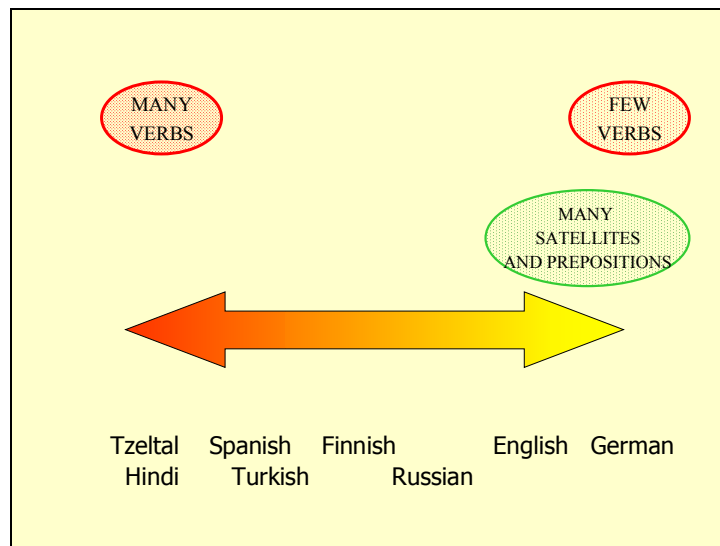 MANY
VERBS
FEW
VERBS
MANY
SATELLITES
AND PREPOSITIONS
Tzeltal Spanish Finnish English German
Hindi Turkish Russian